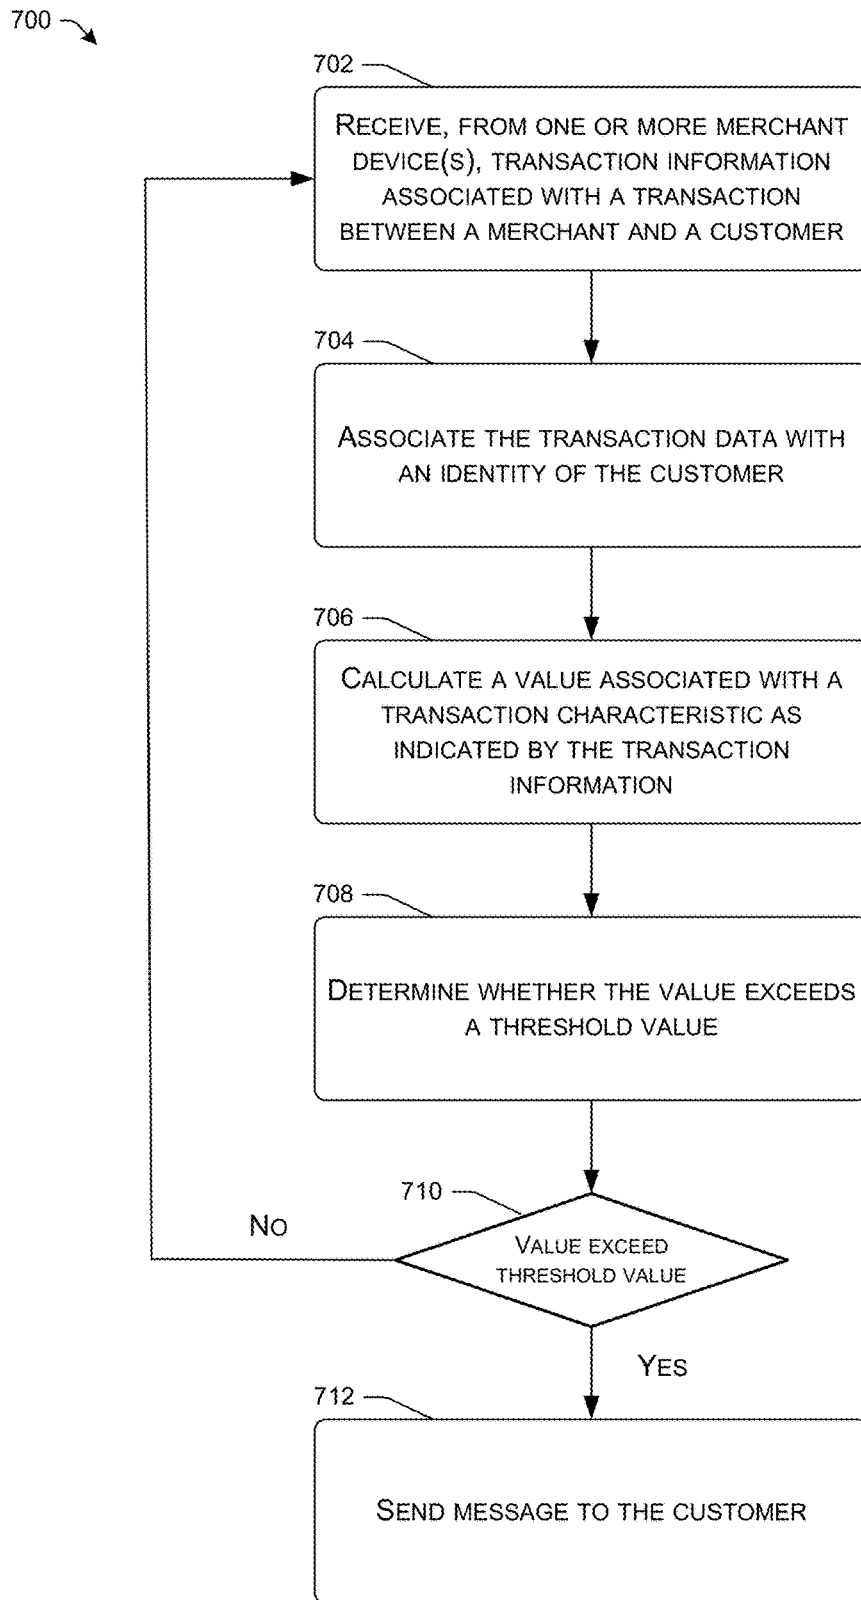 700
702
RECEIVE, FROM ONE OR MORE MERCHANT
DEVICE(S), TRANSACTION INFORMATION
ASSOCIATED WITH A TRANSACTION
BETWEEN A MERCHANT AND A CUSTOMER
704
ASSOCIATE THE TRANSACTION DATA WITH
AN IDENTITY OF THE CUSTOMER
706
CALCULATE A VALUE ASSOCIATED WITH A
TRANSACTION CHARACTERISTIC AS
INDICATED BY THE TRANSACTION
INFORMATION
708
DETERMINE WHETHER THE VALUE EXCEEDS
A THRESHOLD VALUE
710
NO
VALUE EXCEED
THRESHOLD VALUE
YES
712
SEND MESSAGE TO THE CUSTOMER